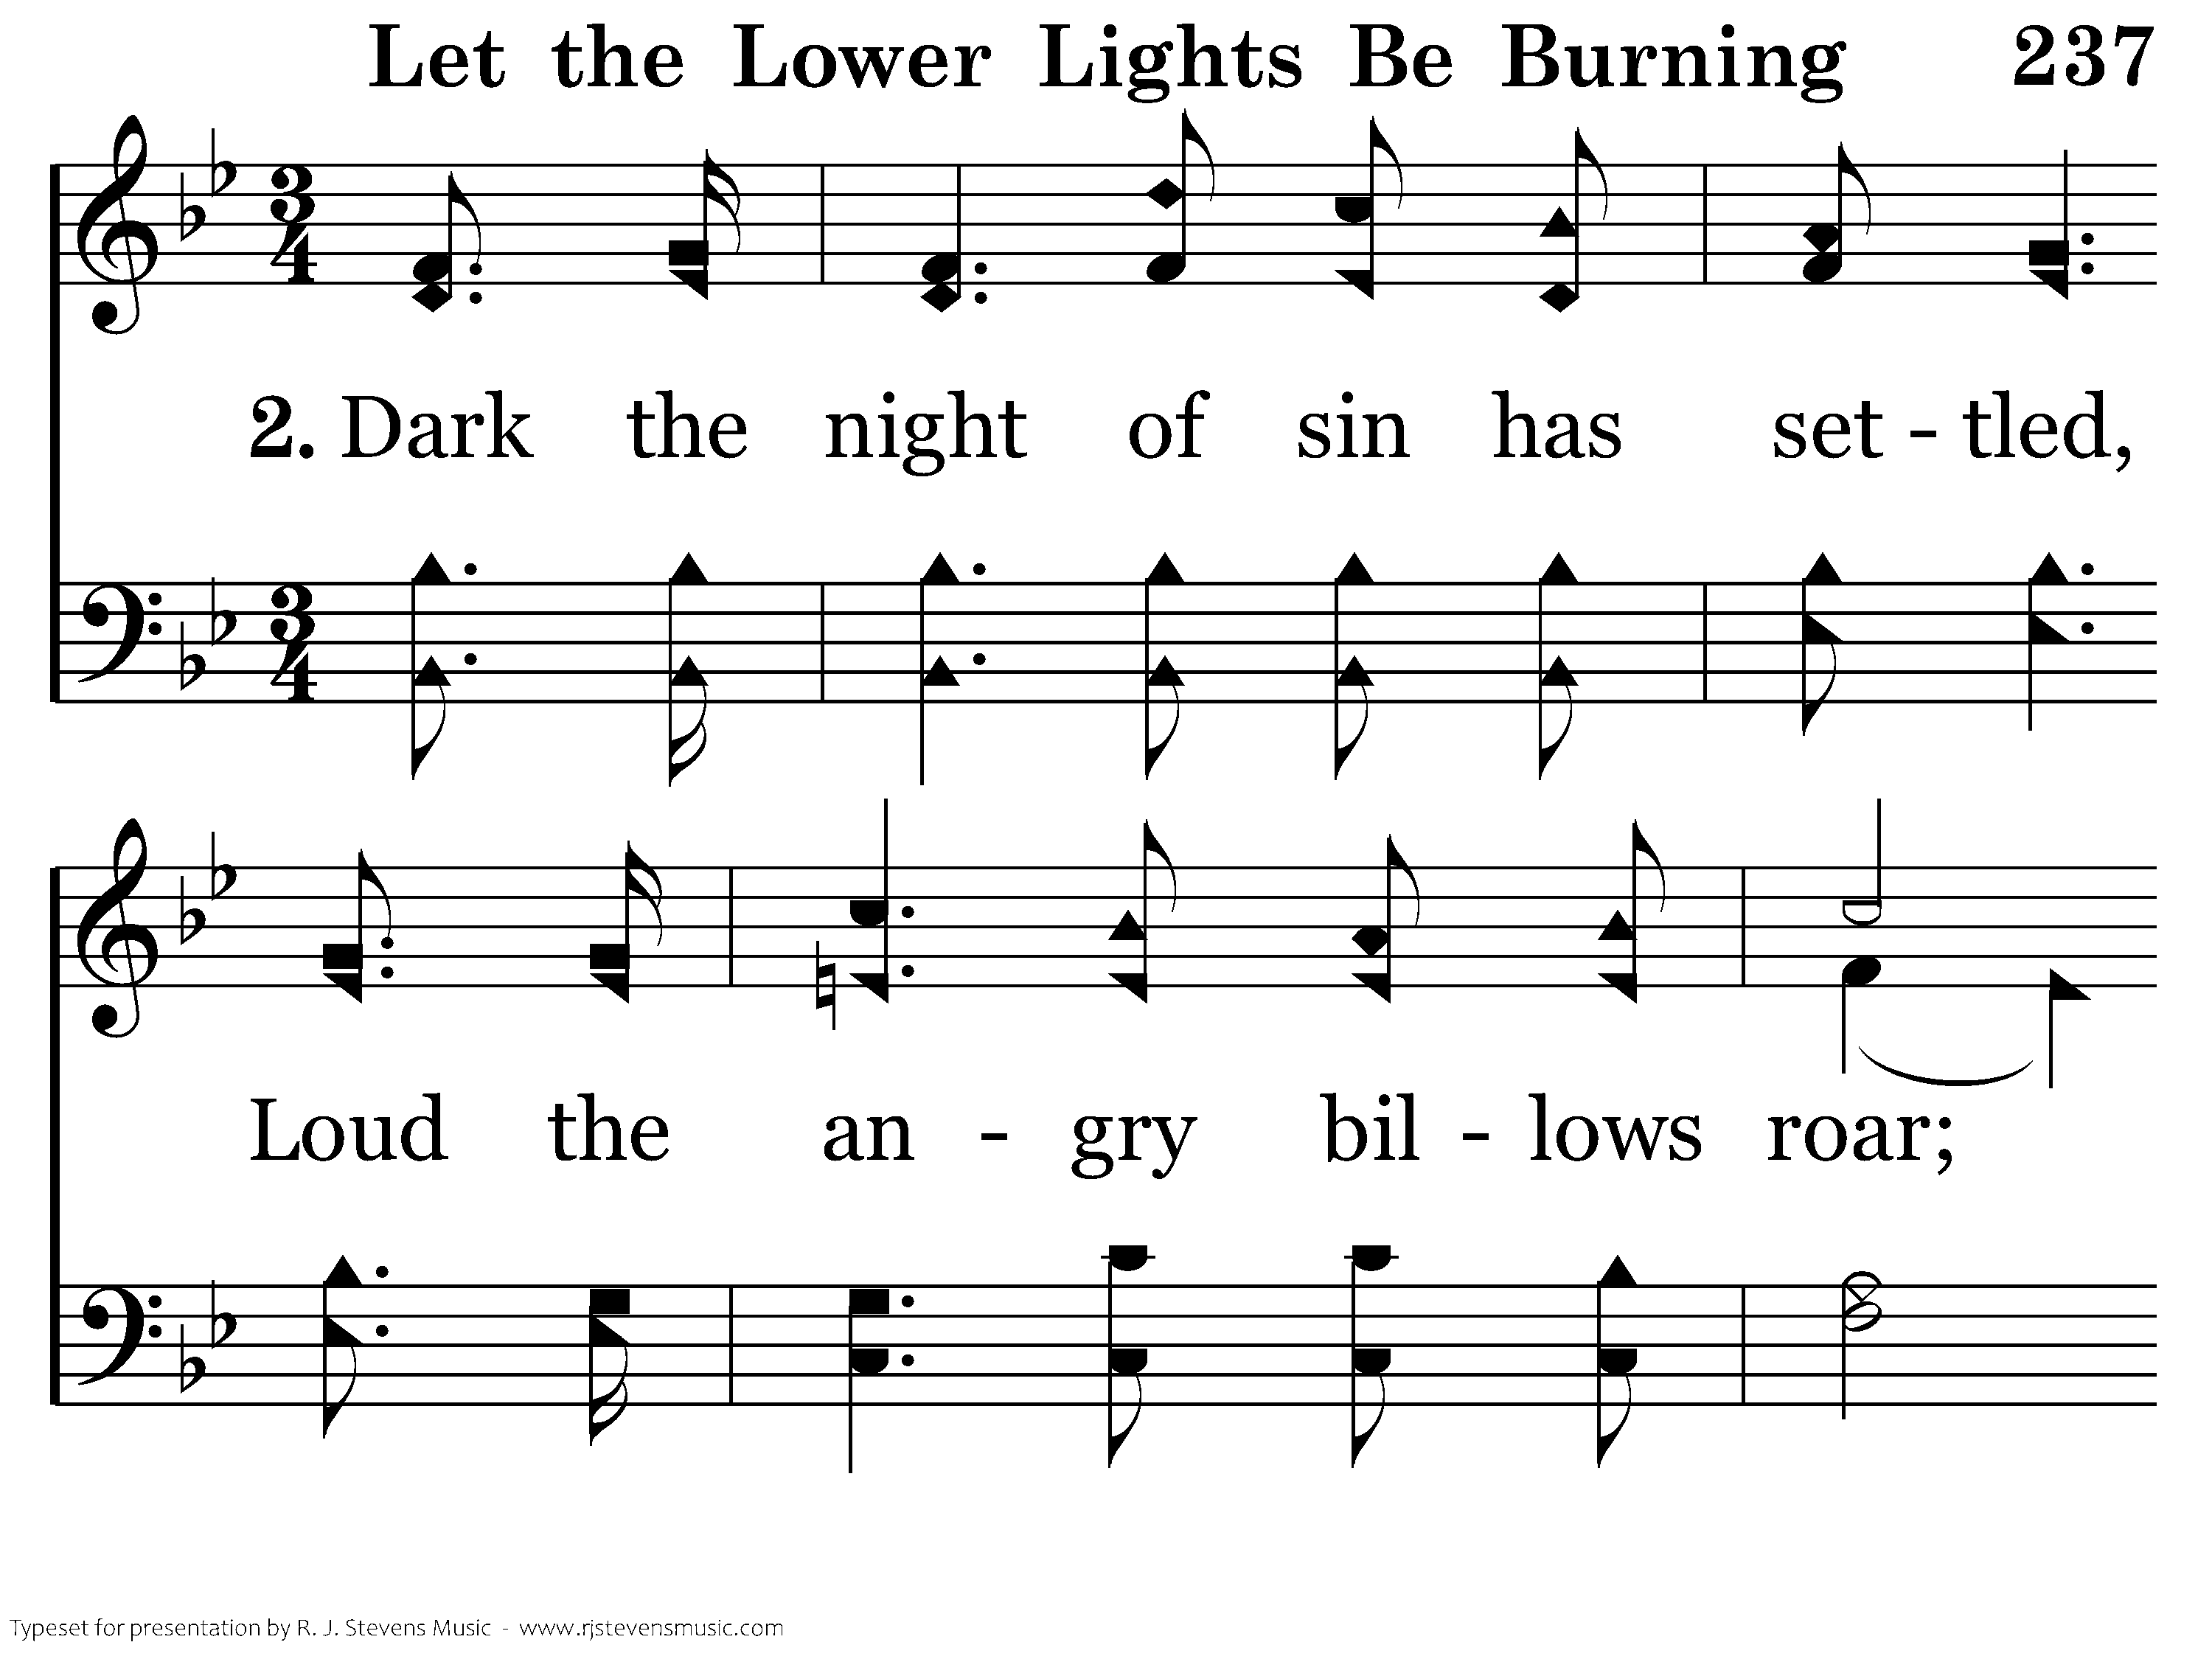 Let the Lower Lights Be Burning 237
3
4
2. Dark the night of sin has set - tled,
3
4
Loud the an - gry bil - lows roar;
Typeset for presentation by R. J. Stevens Music - www.rjstevensmusic.com